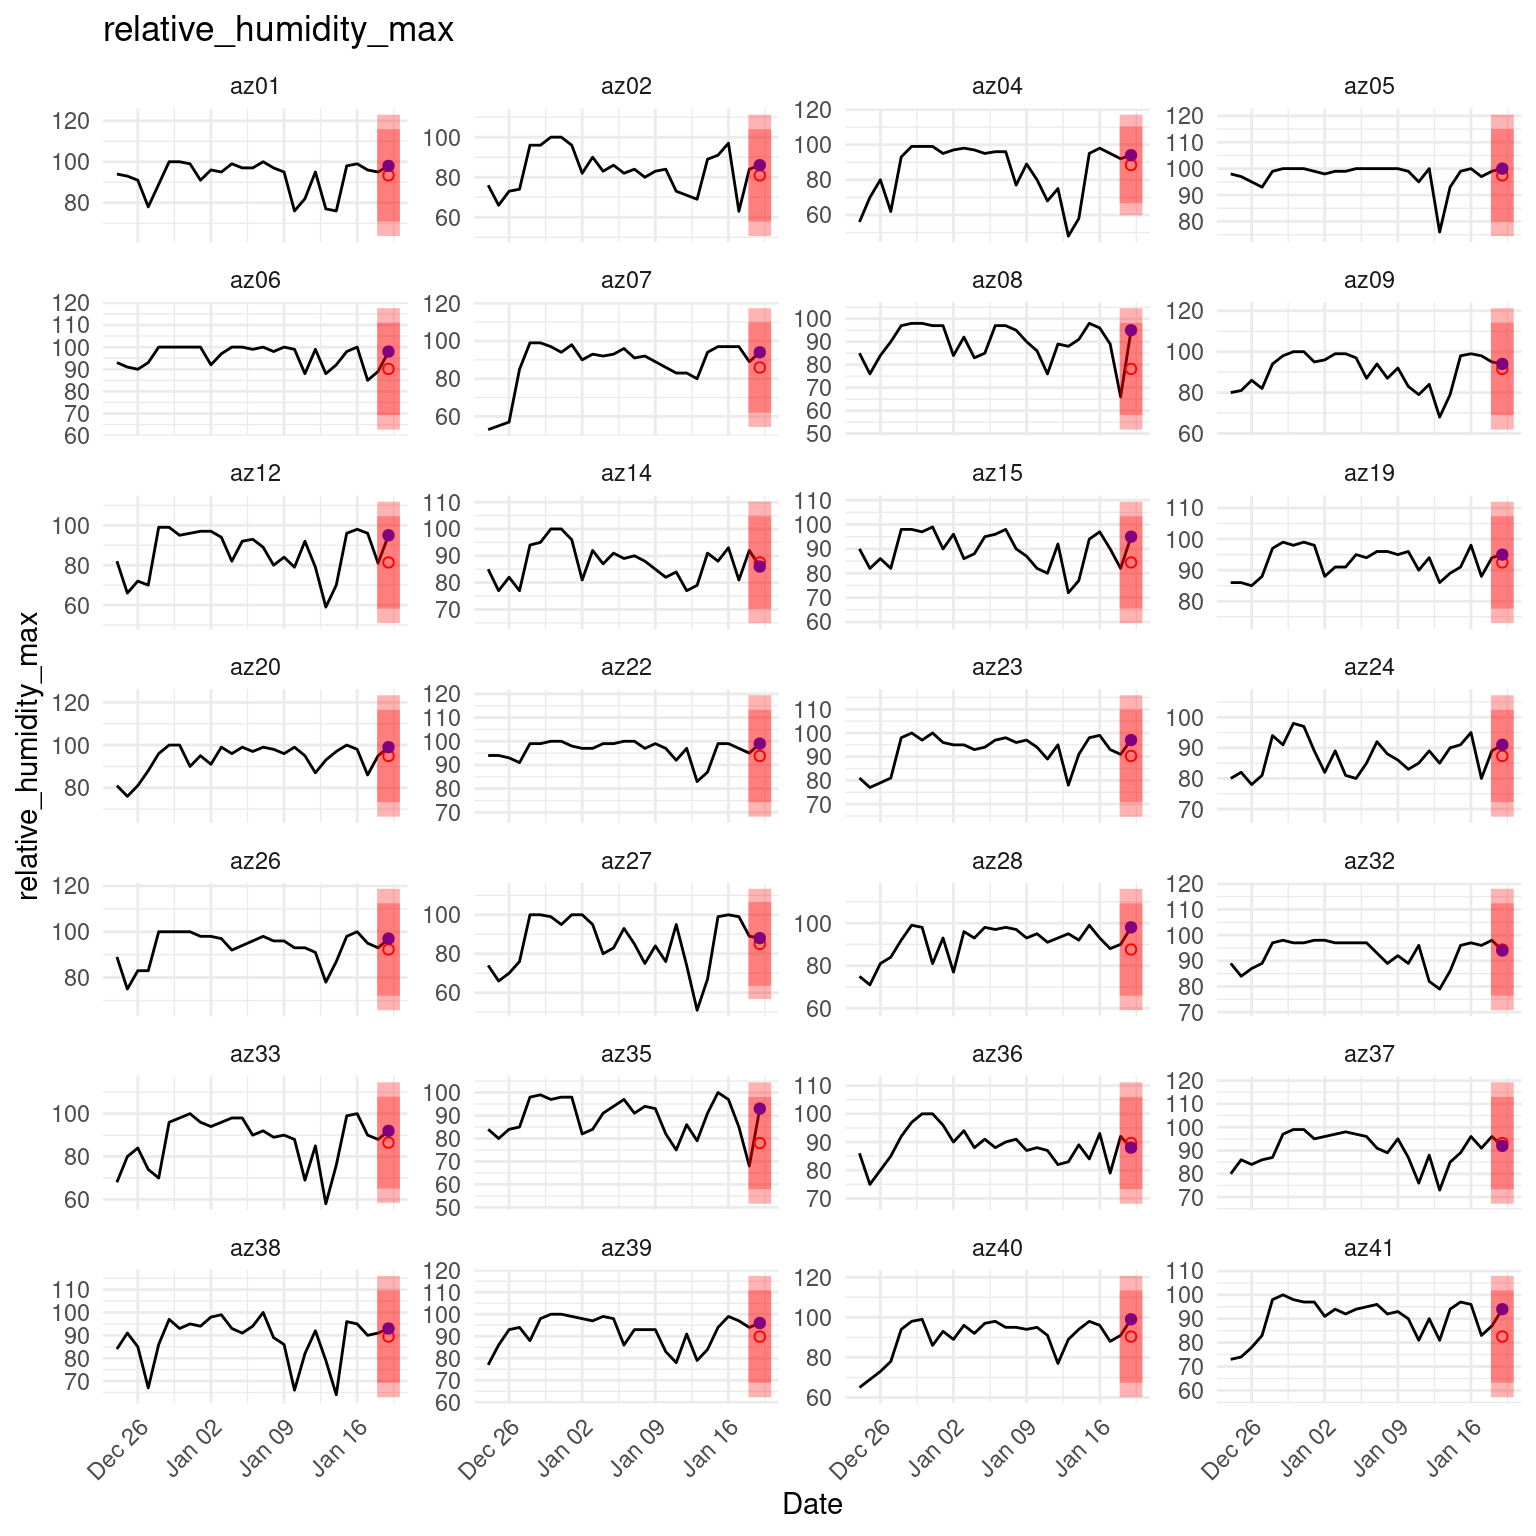 relative_humidity_max
az01 az02 az04 az05
120 100 80
100 80 60
120 100 80 60
120 110 100 90 80
az06 az07 az08 az09
120 110 100 90 80 70 60
120 100 80 60
100 90 80 70 60 50
120 100 80 60
az12 az14 az15 az19
100 80 60
110 100 90 80 70
110 100 90 80 70 60
110 100 90 80
relative_humidity_max
az20 az22 az23 az24
120 100 80
120 110 100 90 80 70
110 100 90 80 70
100 90 80 70
az26 az27 az28 az32
120 100 80
100 80 60
100 80 60
120 110 100 90 80 70
az33 az35 az36 az37
100 80 60
100 90 80 70 60 50
110 100 90 80 70
120 110 100 90 80 70
az38 az39 az40 az41
110 100 90 80 70
120 110 100 90 80 70 60
120 100 80 60
110 100 90 80 70 60
Dec 26 Jan 02 Jan 09 Jan 16 Dec 26 Jan 02 Jan 09 Jan 16 Dec 26 Jan 02 Jan 09 Jan 16 Dec 26 Jan 02 Jan 09 Jan 16
Date